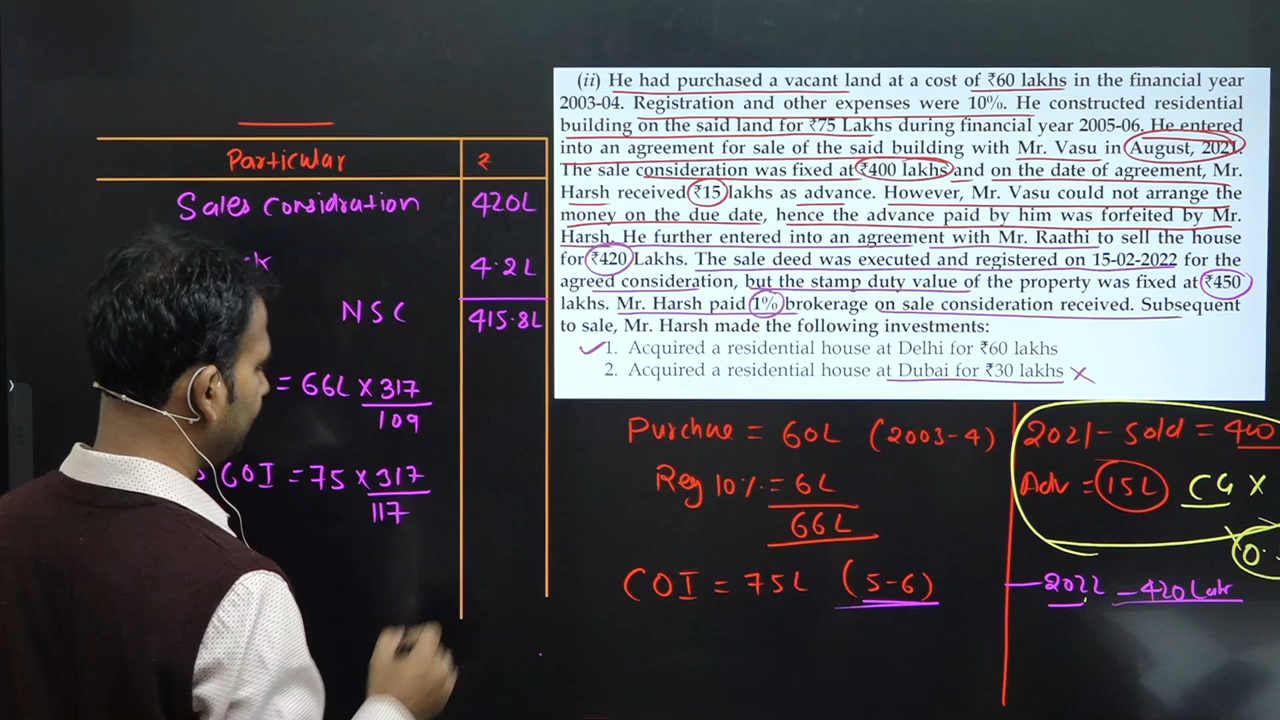 Particular ₹
Sales Considration 420L
4.2L
NSC 415.8L
= 66L × 317
109
COI = 75 × 317
117
(ii) He had purchased a vacant land at a cost of ₹60 lakhs in the financial year
2003-04. Registration and other expenses were 10%. He constructed residential
building on the said land for ₹75 Lakhs during financial year 2005-06. He entered
into an agreement for sale of the said building with Mr. Vasu in August, 2021.
The sale consideration was fixed at ₹400 lakhs and on the date of agreement, Mr.
Harsh received ₹15 lakhs as advance. However, Mr. Vasu could not arrange the
money on the due date, hence the advance paid by him was forfeited by Mr.
Harsh. He further entered into an agreement with Mr. Raathi to sell the house
for ₹420 Lakhs. The sale deed was executed and registered on 15-02-2022 for the
agreed consideration, but the stamp duty value of the property was fixed at ₹450
lakhs. Mr. Harsh paid 1% brokerage on sale consideration received. Subsequent
to sale, Mr. Harsh made the following investments:
1. Acquired a residential house at Delhi for ₹60 lakhs
2. Acquired a residential house at Dubai for ₹30 lakhs
Purchae = 60L (2003-4)
Reg 10% = 6L
66L
COI = 75L (5-6)
2021 - Sold = 400
Adv = 15L CG X
2022 - 420 Lakh